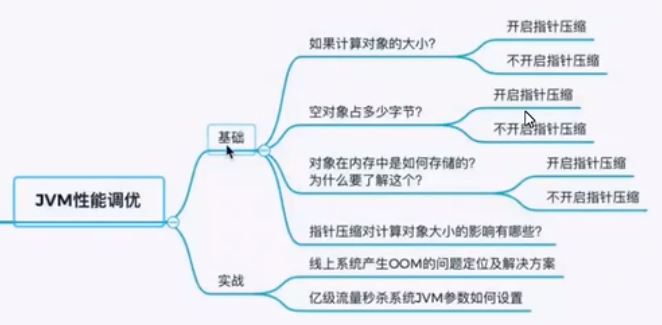 JVM性能调优
基础
如果计算对象的大小?
开启指针压缩
不开启指针压缩
空对象占多少字节?
开启指针压缩
不开启指针压缩
对象在内存中是如何存储的?
为什么要了解这个?
开启指针压缩
不开启指针压缩
指针压缩对计算对象大小的影响有哪些?
实战
线上系统产生OOM的问题定位及解决方案
亿级流量秒杀系统JVM参数如何设置